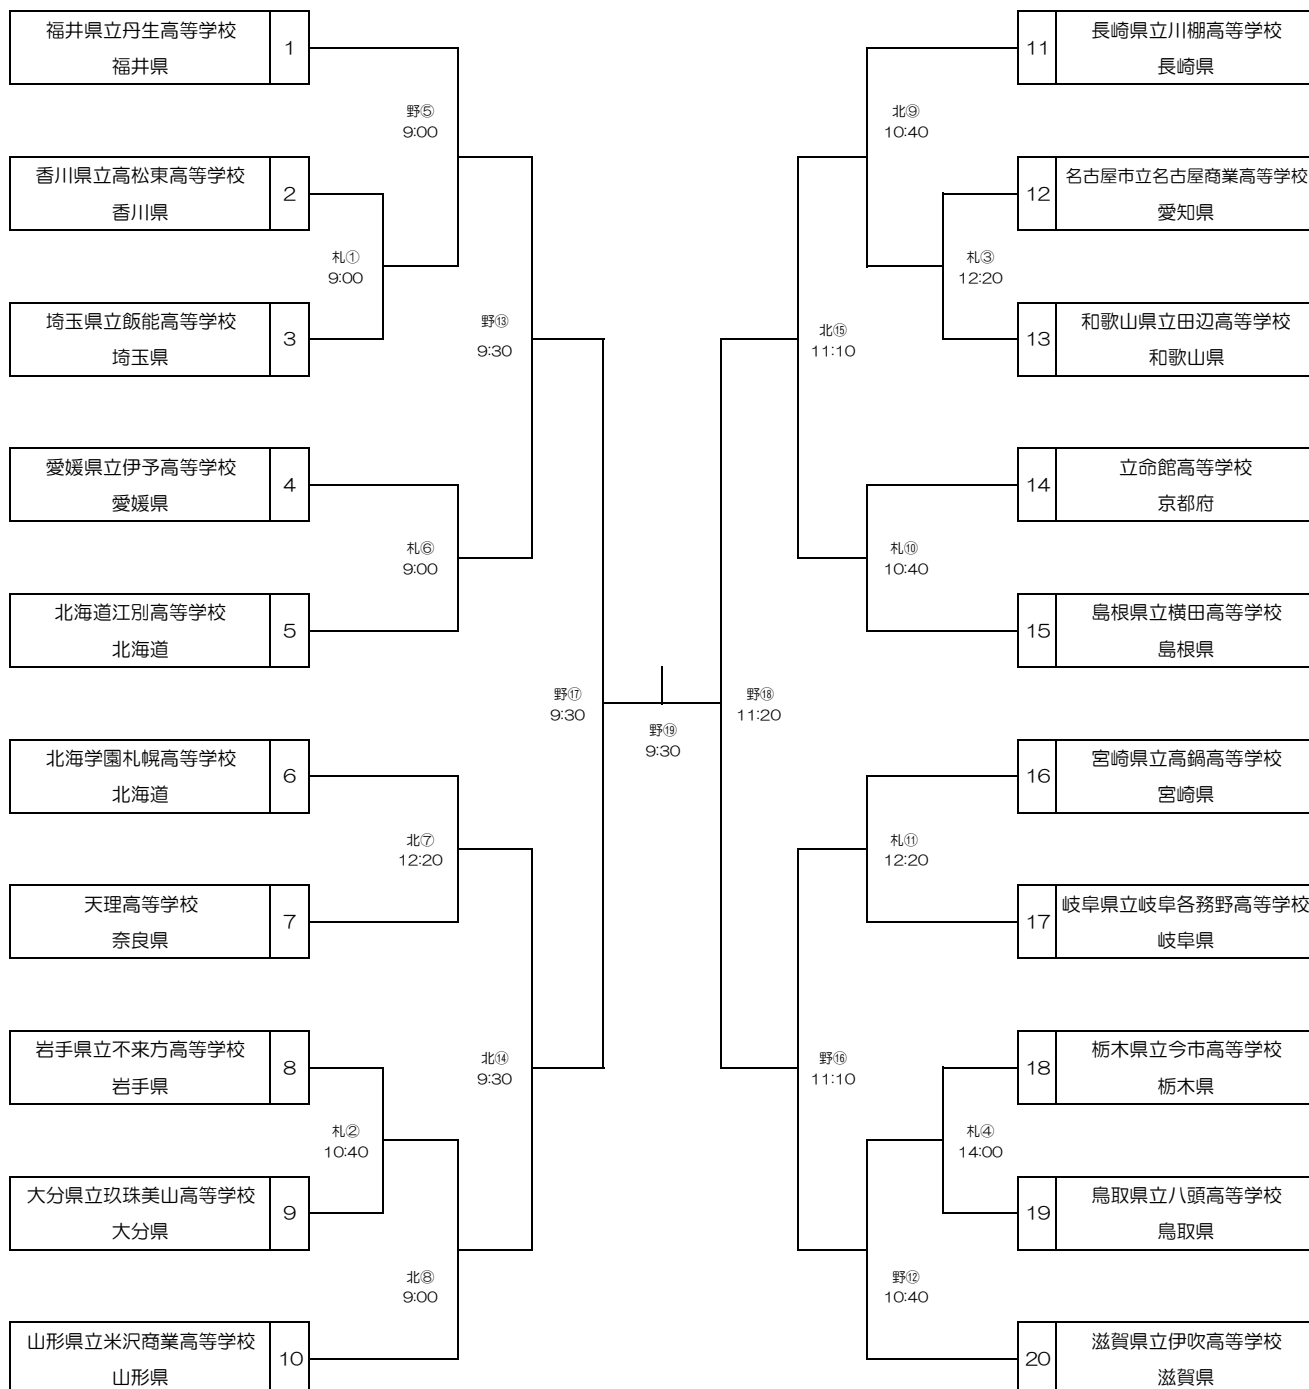 福井県立丹生高等学校
福井県
1
香川県立高松東高等学校
香川県
2
埼玉県立飯能高等学校
埼玉県
3
愛媛県立伊予高等学校
愛媛県
4
北海道江別高等学校
北海道
5
北海学園札幌高等学校
北海道
6
天理高等学校
奈良県
7
岩手県立不来方高等学校
岩手県
8
大分県立玖珠美山高等学校
大分県
9
山形県立米沢商業高等学校
山形県
10
野⑤
9:00
札①
9:00
野⑬
9:30
札⑥
9:00
野⑰
9:30
北⑦
12:20
北⑭
9:30
札②
10:40
北⑧
9:00
野⑲
9:30
野⑱
11:20
北⑨
10:40
札③
12:20
北⑮
11:10
札⑩
10:40
札⑪
12:20
野⑯
11:10
札④
14:00
野⑫
10:40
11
長崎県立川棚高等学校
長崎県
12
名古屋市立名古屋商業高等学校
愛知県
13
和歌山県立田辺高等学校
和歌山県
14
立命館高等学校
京都府
15
島根県立横田高等学校
島根県
16
宮崎県立高鍋高等学校
宮崎県
17
岐阜県立岐阜各務野高等学校
岐阜県
18
栃木県立今市高等学校
栃木県
19
鳥取県立八頭高等学校
鳥取県
20
滋賀県立伊吹高等学校
滋賀県